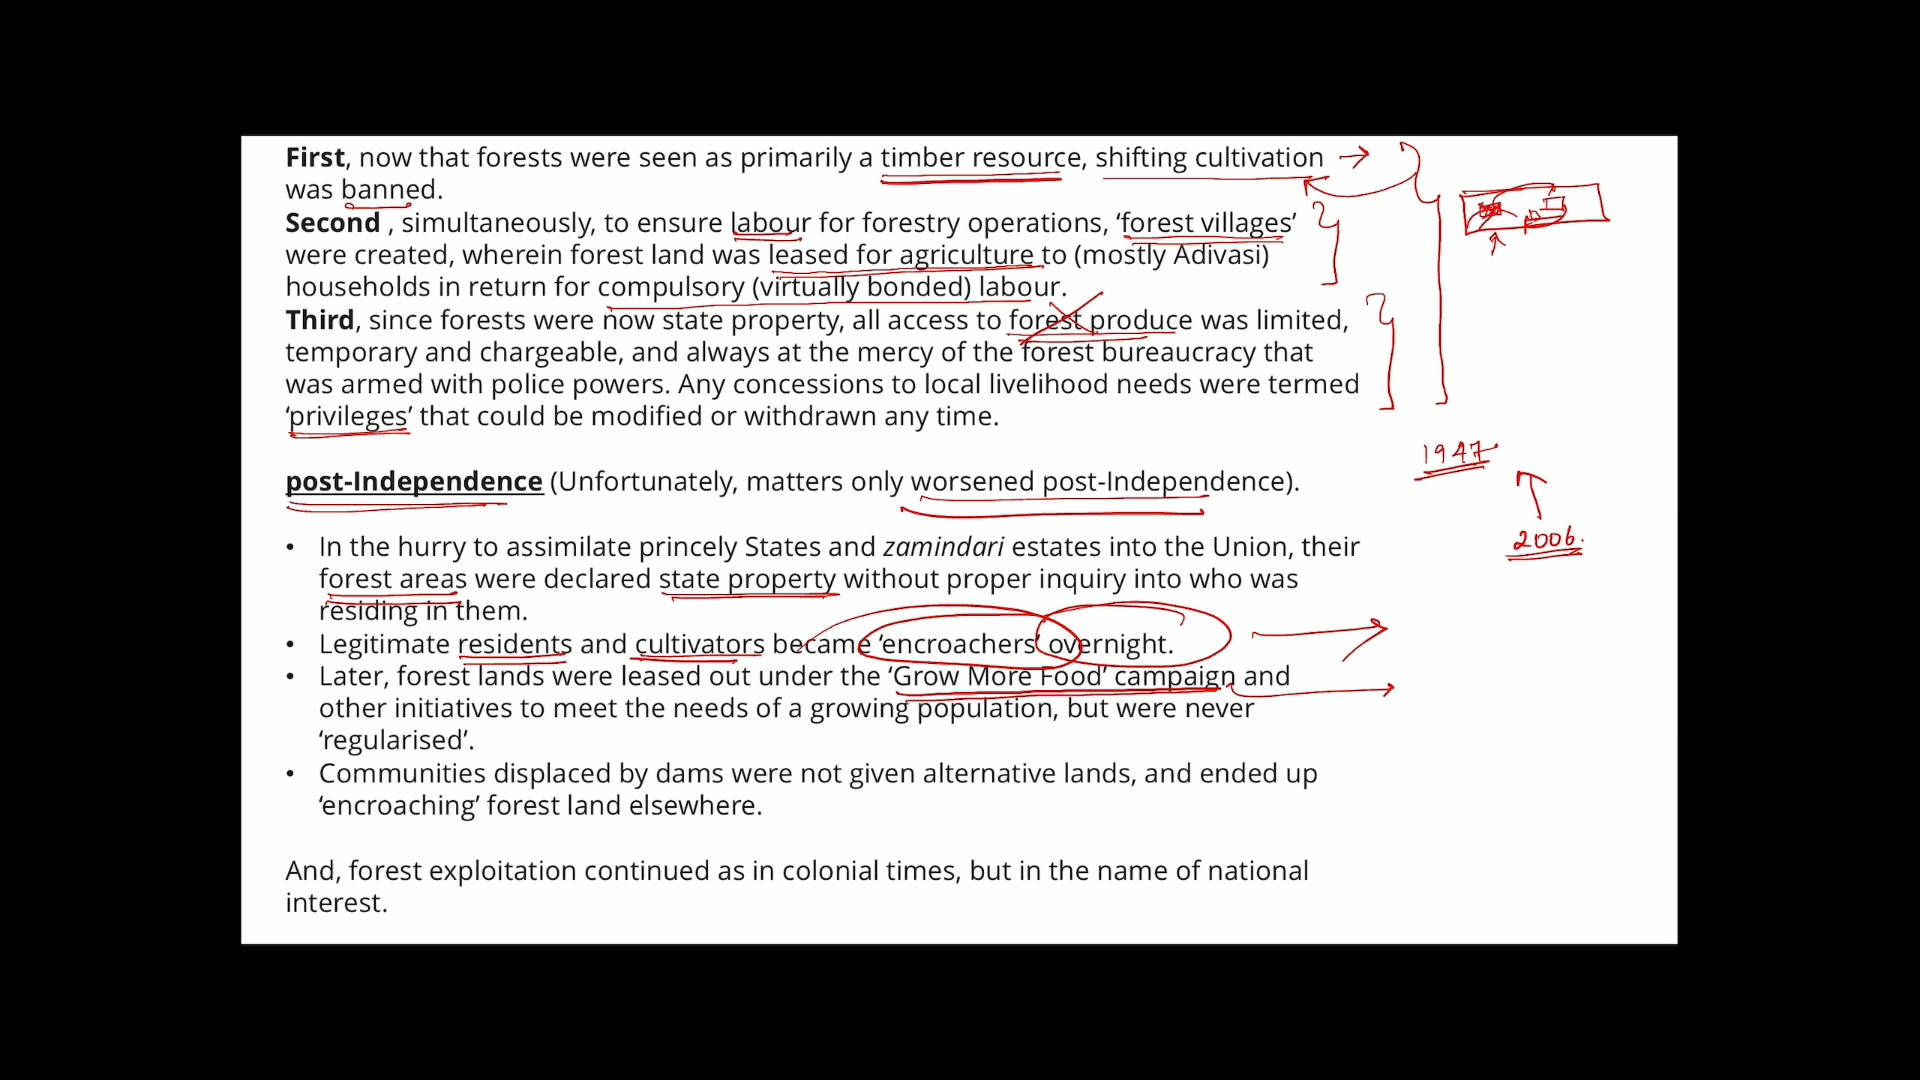 First, now that forests were seen as primarily a timber resource, shifting cultivation
was banned.
Second , simultaneously, to ensure labour for forestry operations, ‘forest villages’
were created, wherein forest land was leased for agriculture to (mostly Adivasi)
households in return for compulsory (virtually bonded) labour.
Third, since forests were now state property, all access to forest produce was limited,
temporary and chargeable, and always at the mercy of the forest bureaucracy that
was armed with police powers. Any concessions to local livelihood needs were termed
‘privileges’ that could be modified or withdrawn any time.
1947
post-Independence (Unfortunately, matters only worsened post-Independence).
2006.
• In the hurry to assimilate princely States and zamindari estates into the Union, their
forest areas were declared state property without proper inquiry into who was
residing in them.
• Legitimate residents and cultivators became ‘encroachers’ overnight.
• Later, forest lands were leased out under the ‘Grow More Food’ campaign and
other initiatives to meet the needs of a growing population, but were never
‘regularised’.
• Communities displaced by dams were not given alternative lands, and ended up
‘encroaching’ forest land elsewhere.
And, forest exploitation continued as in colonial times, but in the name of national
interest.